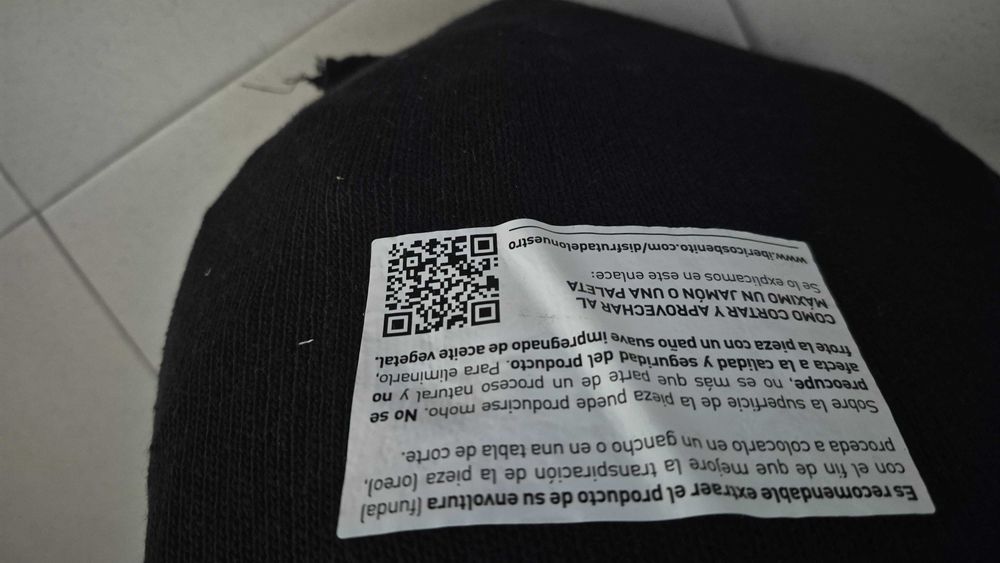 Es recomendable extraer el producto de su envoltura (funda)
con el fin de que mejore la transpiración de la pieza (oreo),
proceda a colocarlo en un gancho o en una tabla de corte.
Sobre la superficie de la pieza puede producirse moho. No se
preocupe, no es más que parte de un proceso natural y no
afecta a la calidad y seguridad del producto. Para eliminarlo,
frote la pieza con un paño suave impregnado de aceite vegetal.
COMO CORTAR Y APROVECHAR AL
MÁXIMO UN JAMÓN O UNA PALETA
Se lo explicamos en este enlace:
www.ibericosbenito.com/disfrutadelonuestro